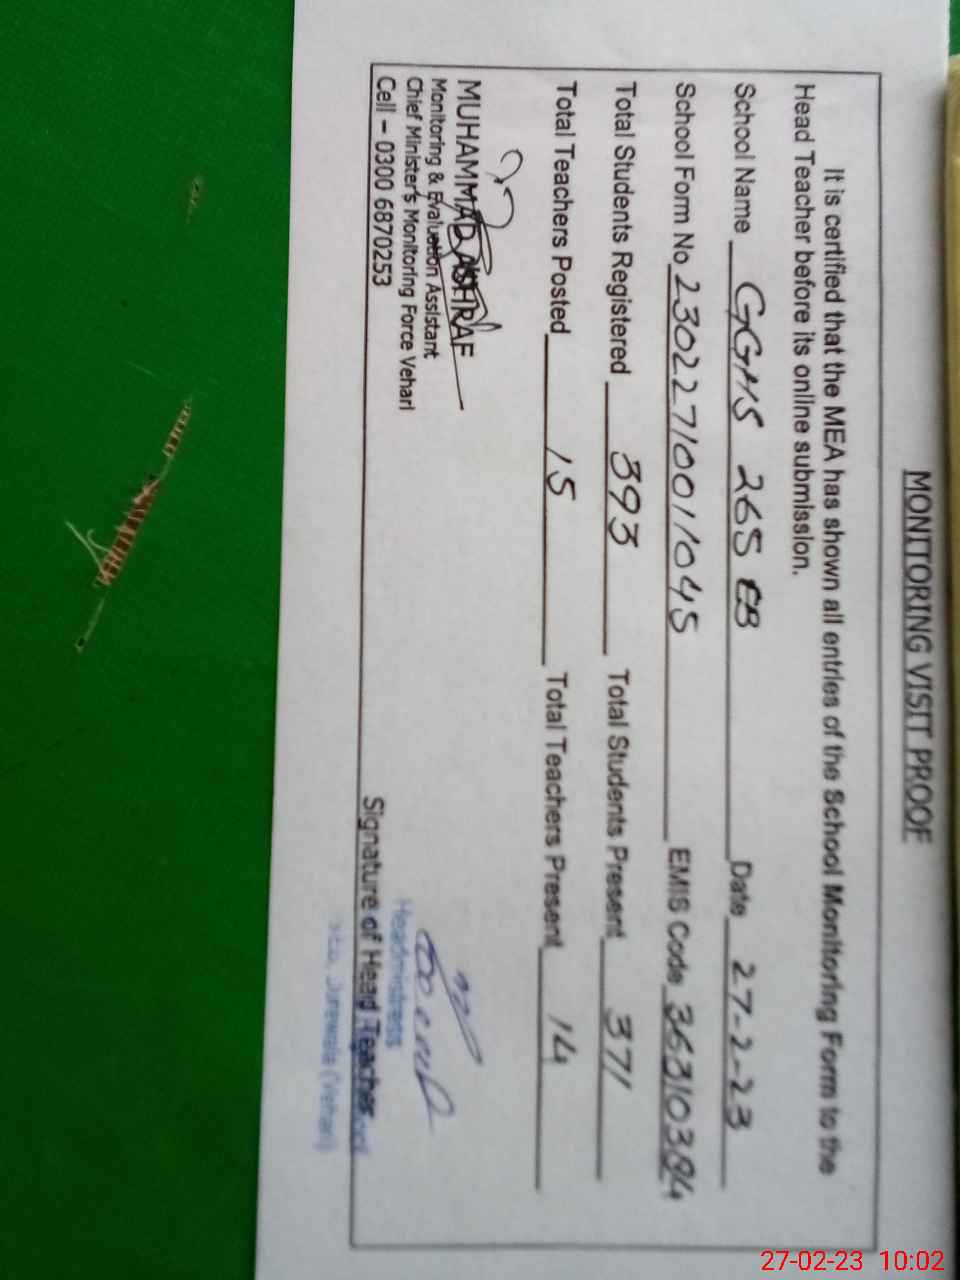 MONITORING VISIT PROOF
It is certified that the MEA has shown all entries of the School Monitoring Form to the
Head Teacher before its online submission.
School Name GGHS 265 EB Date 27-2-23
School Form No 23022710011045 EMIS Code 36310384
Total Students Registered 393 Total Students Present 371
Total Teachers Posted 15 Total Teachers Present 14
MUHAMMAD ASHRAF
Monitoring & Evaluation Assistant
Chief Minister's Monitoring Force Vehari
Cell - 0300 6870253
Headmistress
Signature of Head Teacher
Burewala (Vehari)
27-02-23 10:02